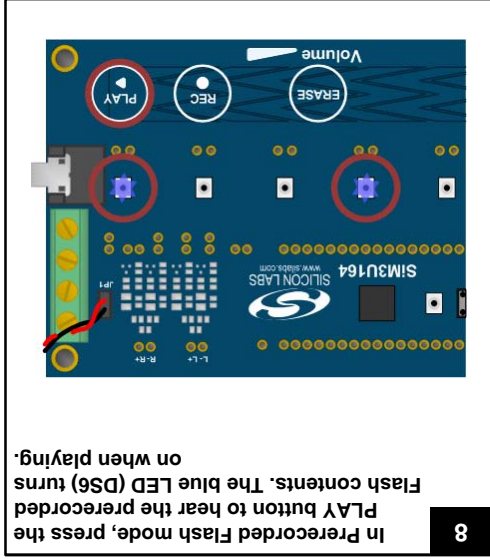 8
In Prerecorded Flash mode, press the
PLAY button to hear the prerecorded
Flash contents. The blue LED (DS6) turns
on when playing.
L- L+
R- R+
JP1
SiM3U164
SILICON LABS
www.silabs.com
ERASE
REC
PLAY
Volume